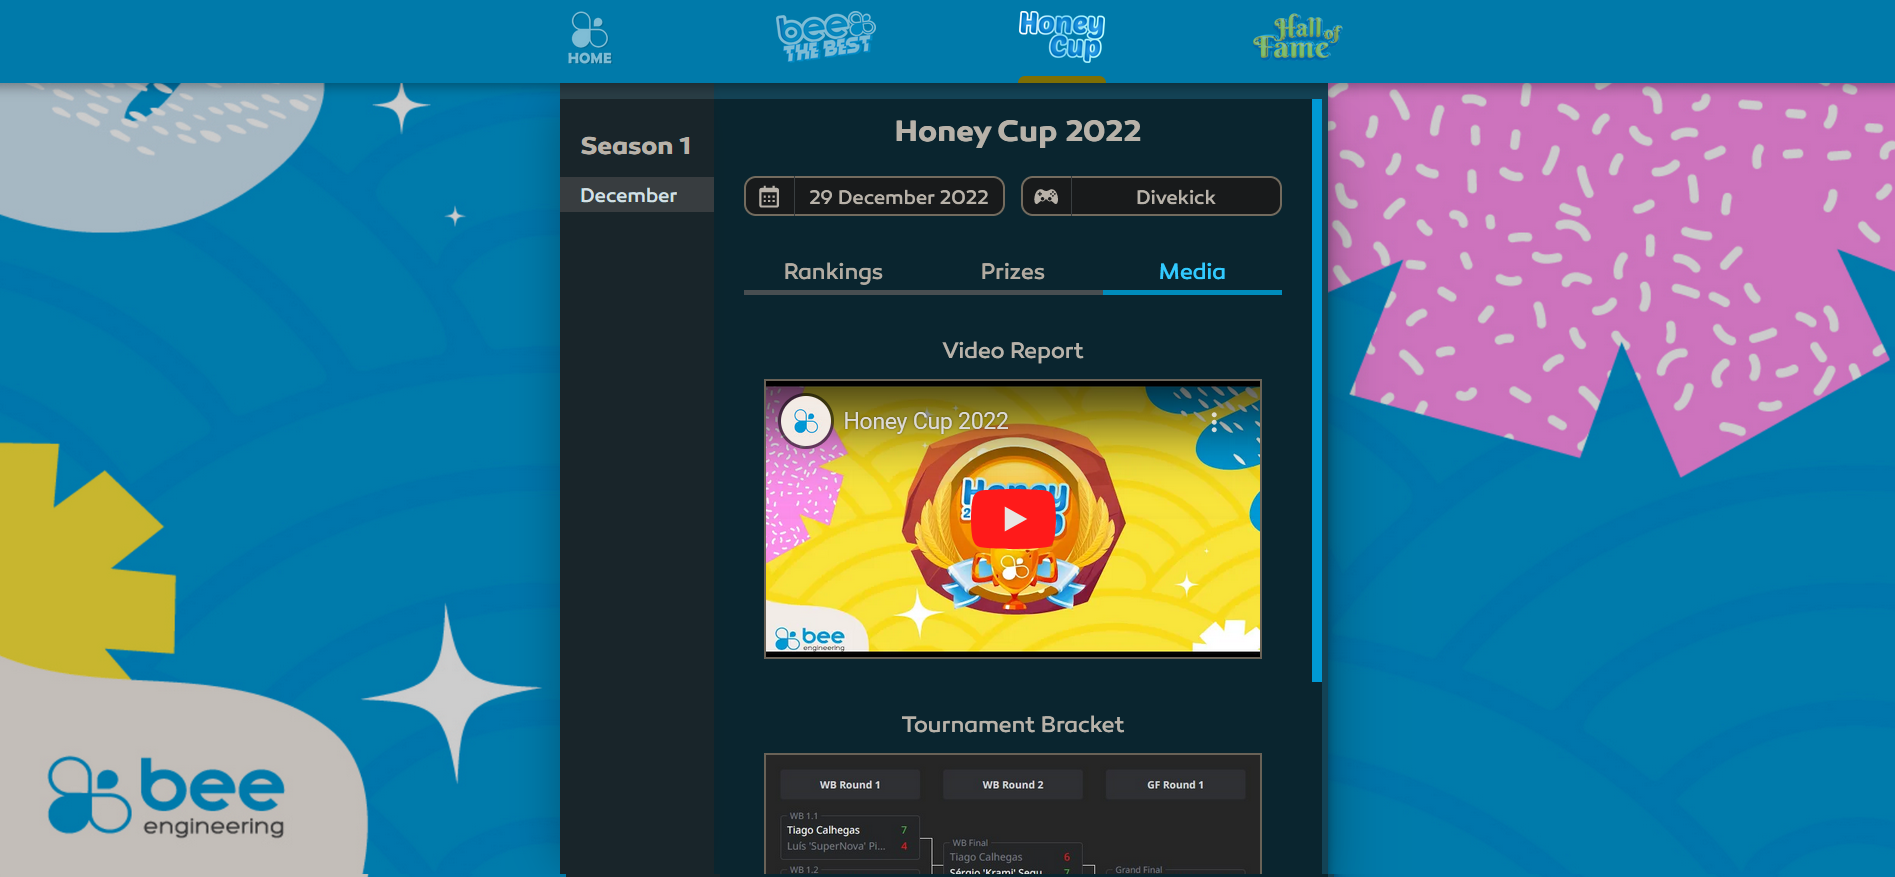 HOME
bee THE BEST
Honey Cup
Hall of Fame
Season 1
December
Honey Cup 2022
29 December 2022
Divekick
Rankings
Prizes
Media
Video Report
Honey Cup 2022
Honey
bee
engineering
Tournament Bracket
WB Round 1
WB Round 2
GF Round 1
WB 1.1
Tiago Calhegas 7
Luís 'SuperNova' Pi... 4
WB 1.2
WB Final
Tiago Calhegas 6
Sérgio 'Krami' Sequ 7
Grand Final
bee
engineering